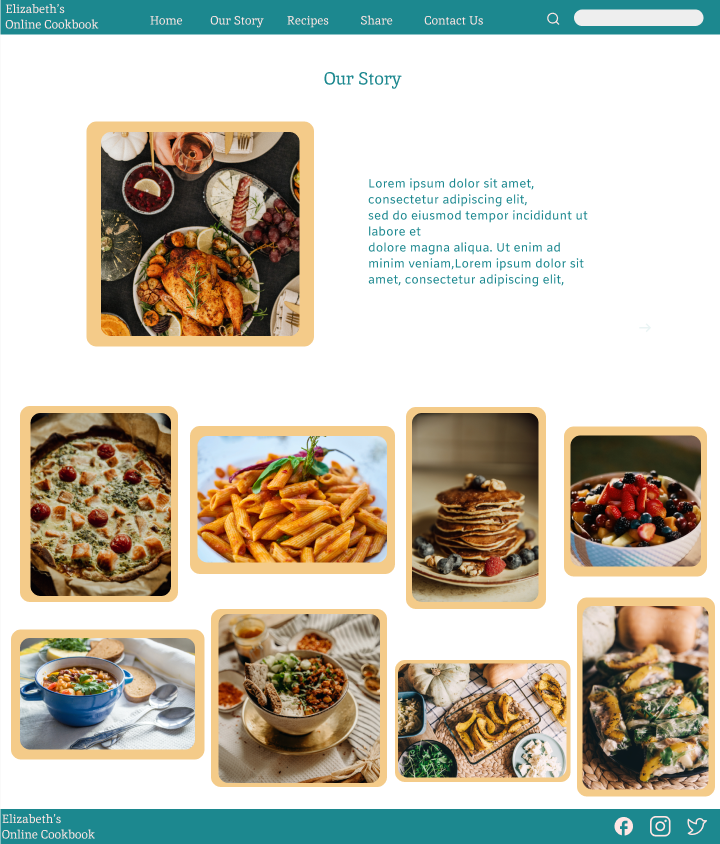 Elizabeth's
Online Cookbook
Home
Our Story
Recipes
Share
Contact Us
Our Story
Lorem ipsum dolor sit amet,
consectetur adipiscing elit,
sed do eiusmod tempor incididunt ut
labore et
dolore magna aliqua. Ut enim ad
minim veniam,Lorem ipsum dolor sit
amet, consectetur adipiscing elit,
Elizabeth's
Online Cookbook